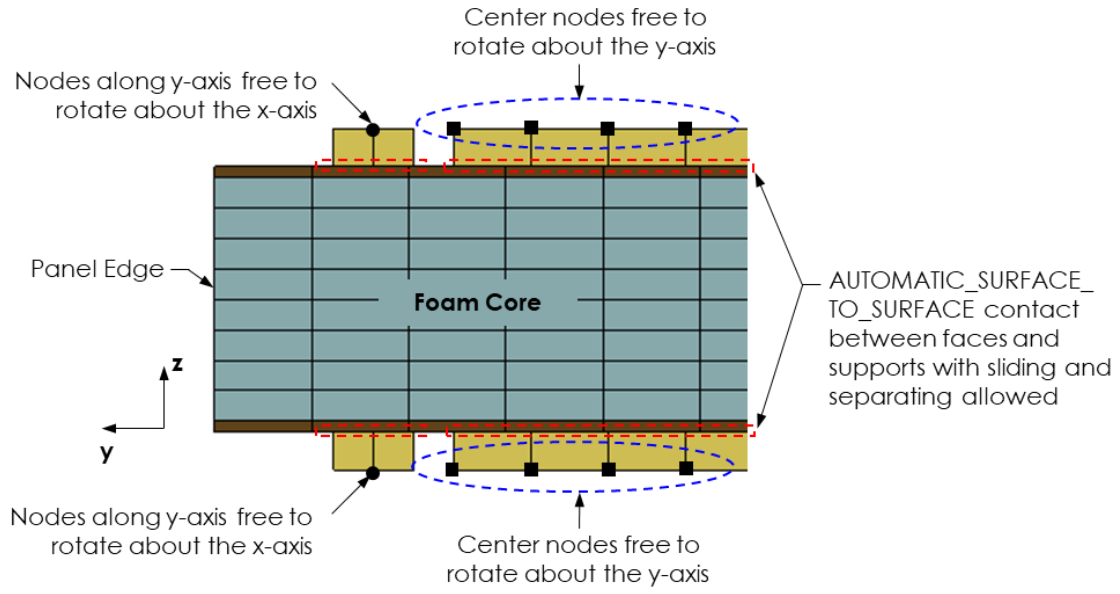 Center nodes free to
rotate about the y-axis
Nodes along y-axis free to
rotate about the x-axis
Panel Edge
Foam Core
AUTOMATIC_SURFACE_
TO_SURFACE contact
between faces and
supports with sliding and
separating allowed
z
y
Nodes along y-axis free to
rotate about the x-axis
Center nodes free to
rotate about the y-axis